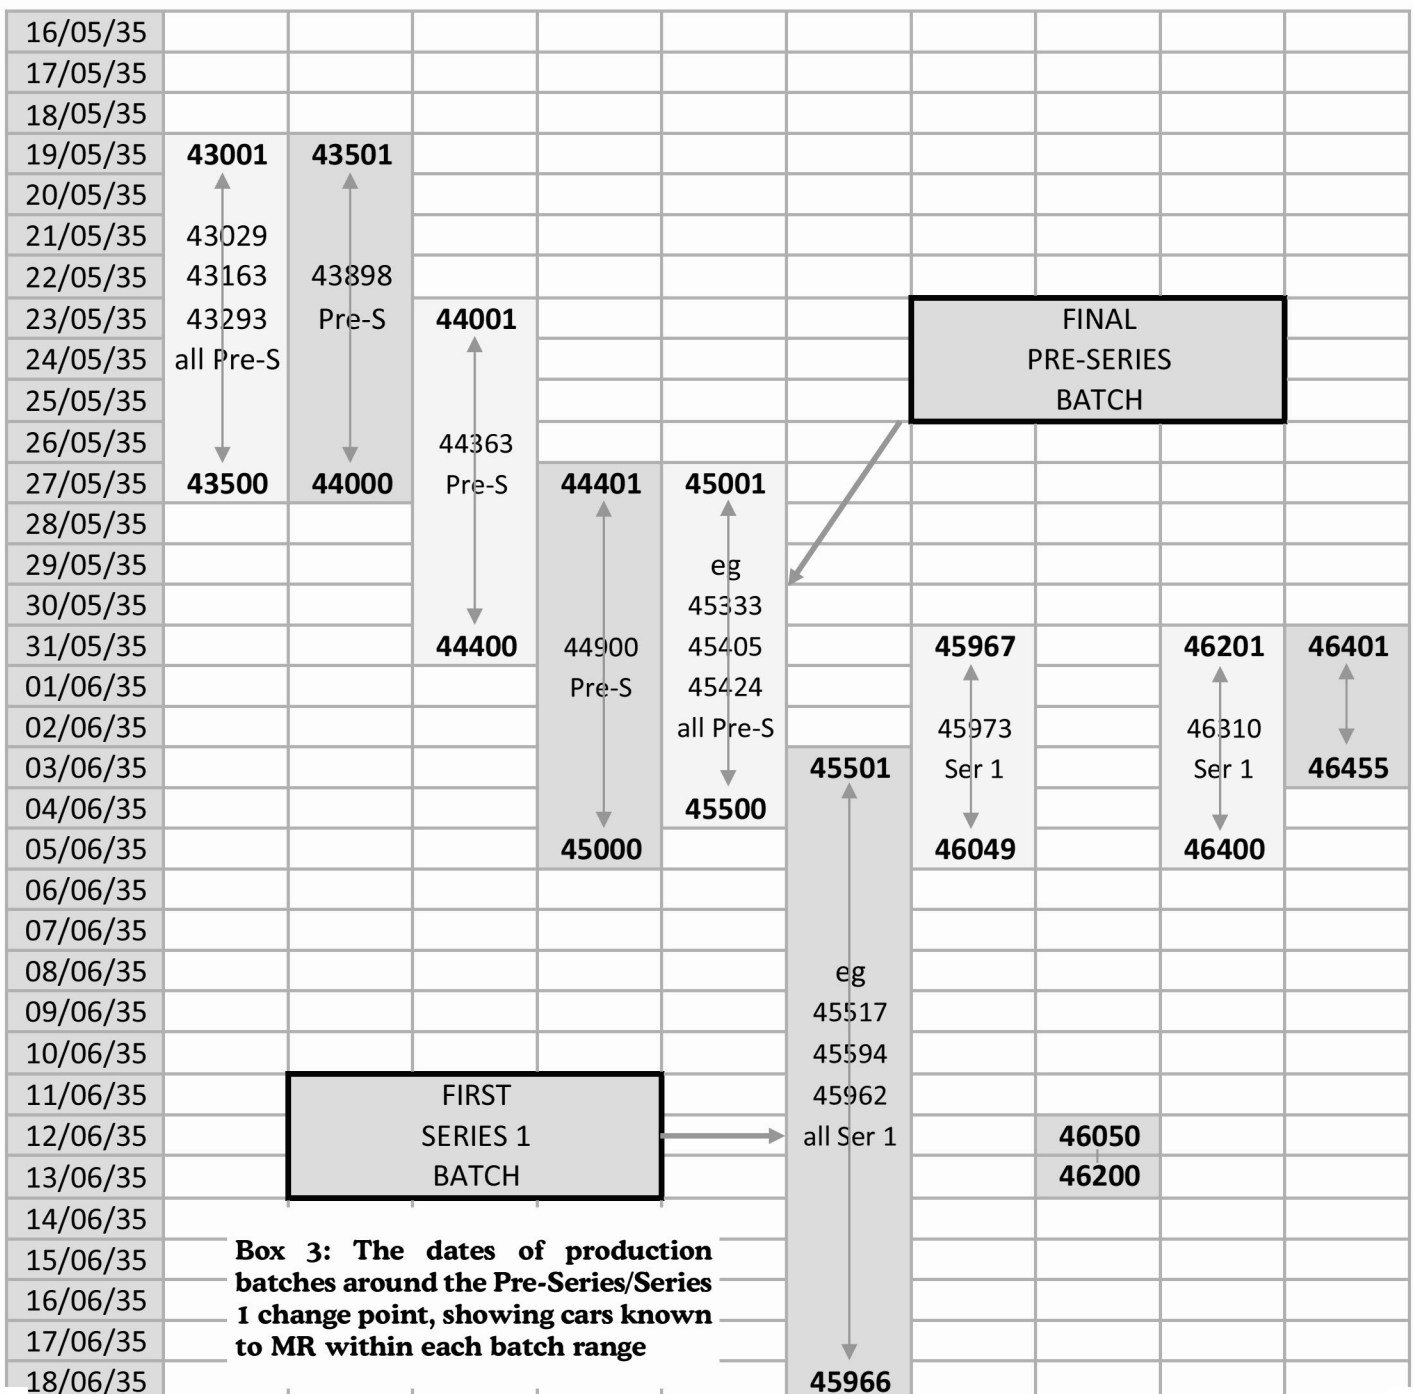 16/05/35
17/05/35
18/05/35
19/05/35 43001 43501
20/05/35
21/05/35 43029
22/05/35 43163 43898
23/05/35 43293 Pre-S 44001 FINAL
24/05/35 all Pre-S PRE-SERIES
25/05/35 BATCH
26/05/35 44363
27/05/35 43500 44000 Pre-S 44401 45001
28/05/35
29/05/35 eg
30/05/35 45333
31/05/35 44400 44900 45405 45967 46201 46401
01/06/35 Pre-S 45424
02/06/35 all Pre-S 45973 46310
03/06/35 45501 Ser 1 Ser 1 46455
04/06/35 45500
05/06/35 45000 46049 46400
06/06/35
07/06/35
08/06/35 eg
09/06/35 45517
10/06/35 45594
11/06/35 FIRST 45962
12/06/35 SERIES 1 all Ser 1 46050
13/06/35 BATCH 46200
14/06/35
15/06/35
16/06/35
17/06/35
18/06/35 45966
Box 3: The dates of production
batches around the Pre-Series/Series
1 change point, showing cars known
to MR within each batch range